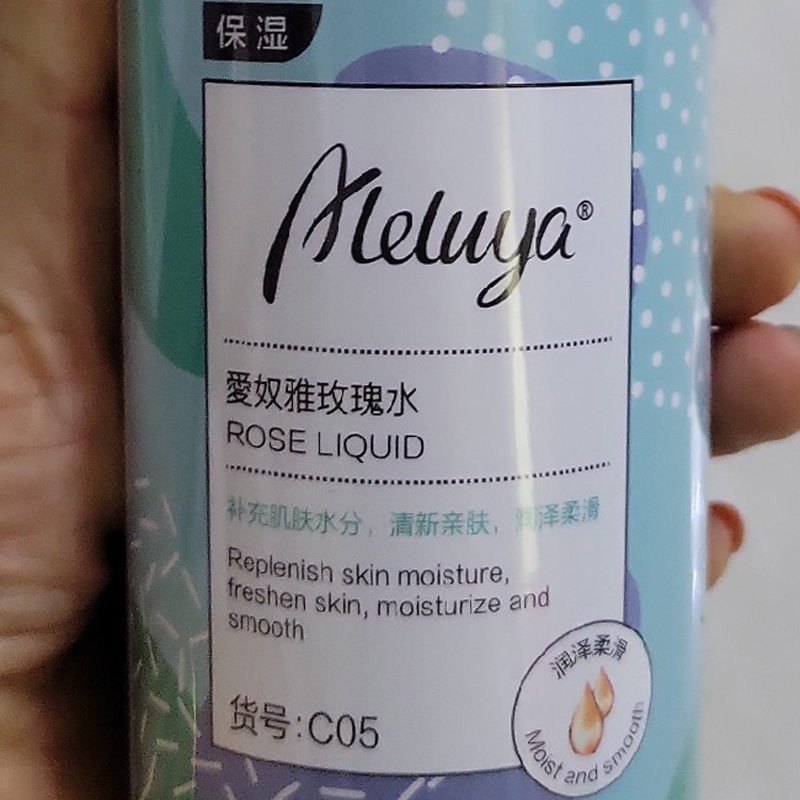 保湿
Aleluya®
愛奴雅玫瑰水
ROSE LIQUID
补充肌肤水分，清新亲肤，润泽柔滑
Replenish skin moisture,
freshen skin, moisturize and
smooth
货号:C05
润泽柔滑
Moist and smooth